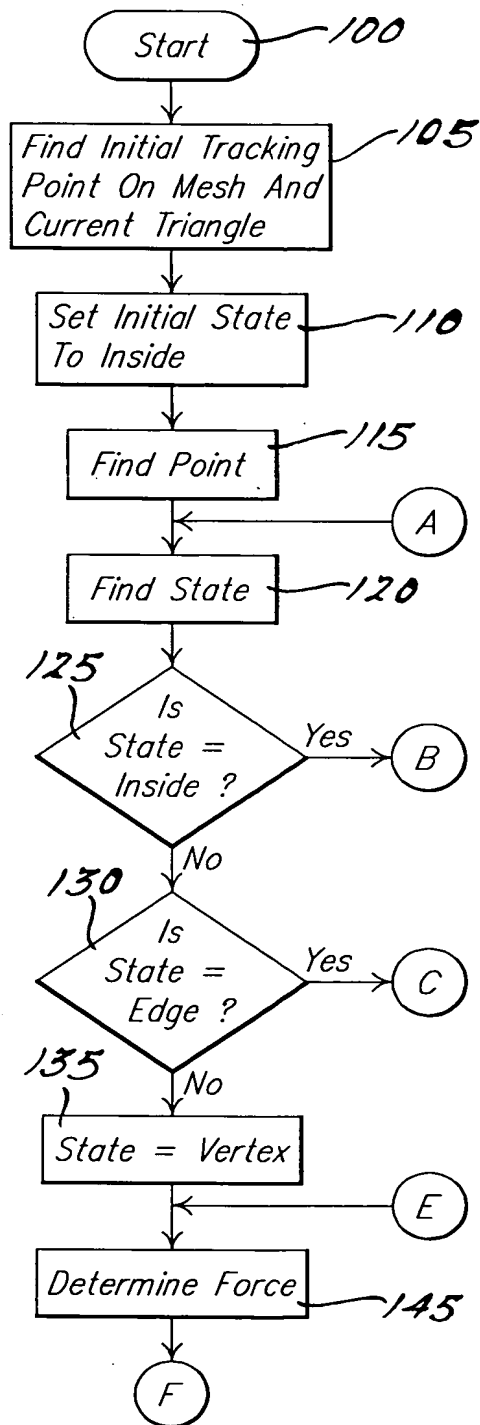 Start
100
Find Initial Tracking
Point On Mesh And
Current Triangle
105
Set Initial State
To Inside
110
Find Point
115
A
Find State
120
125
Is
State =
Inside ?
Yes
B
No
130
Is
State =
Edge ?
Yes
C
No
135
State = Vertex
E
Determine Force
145
F